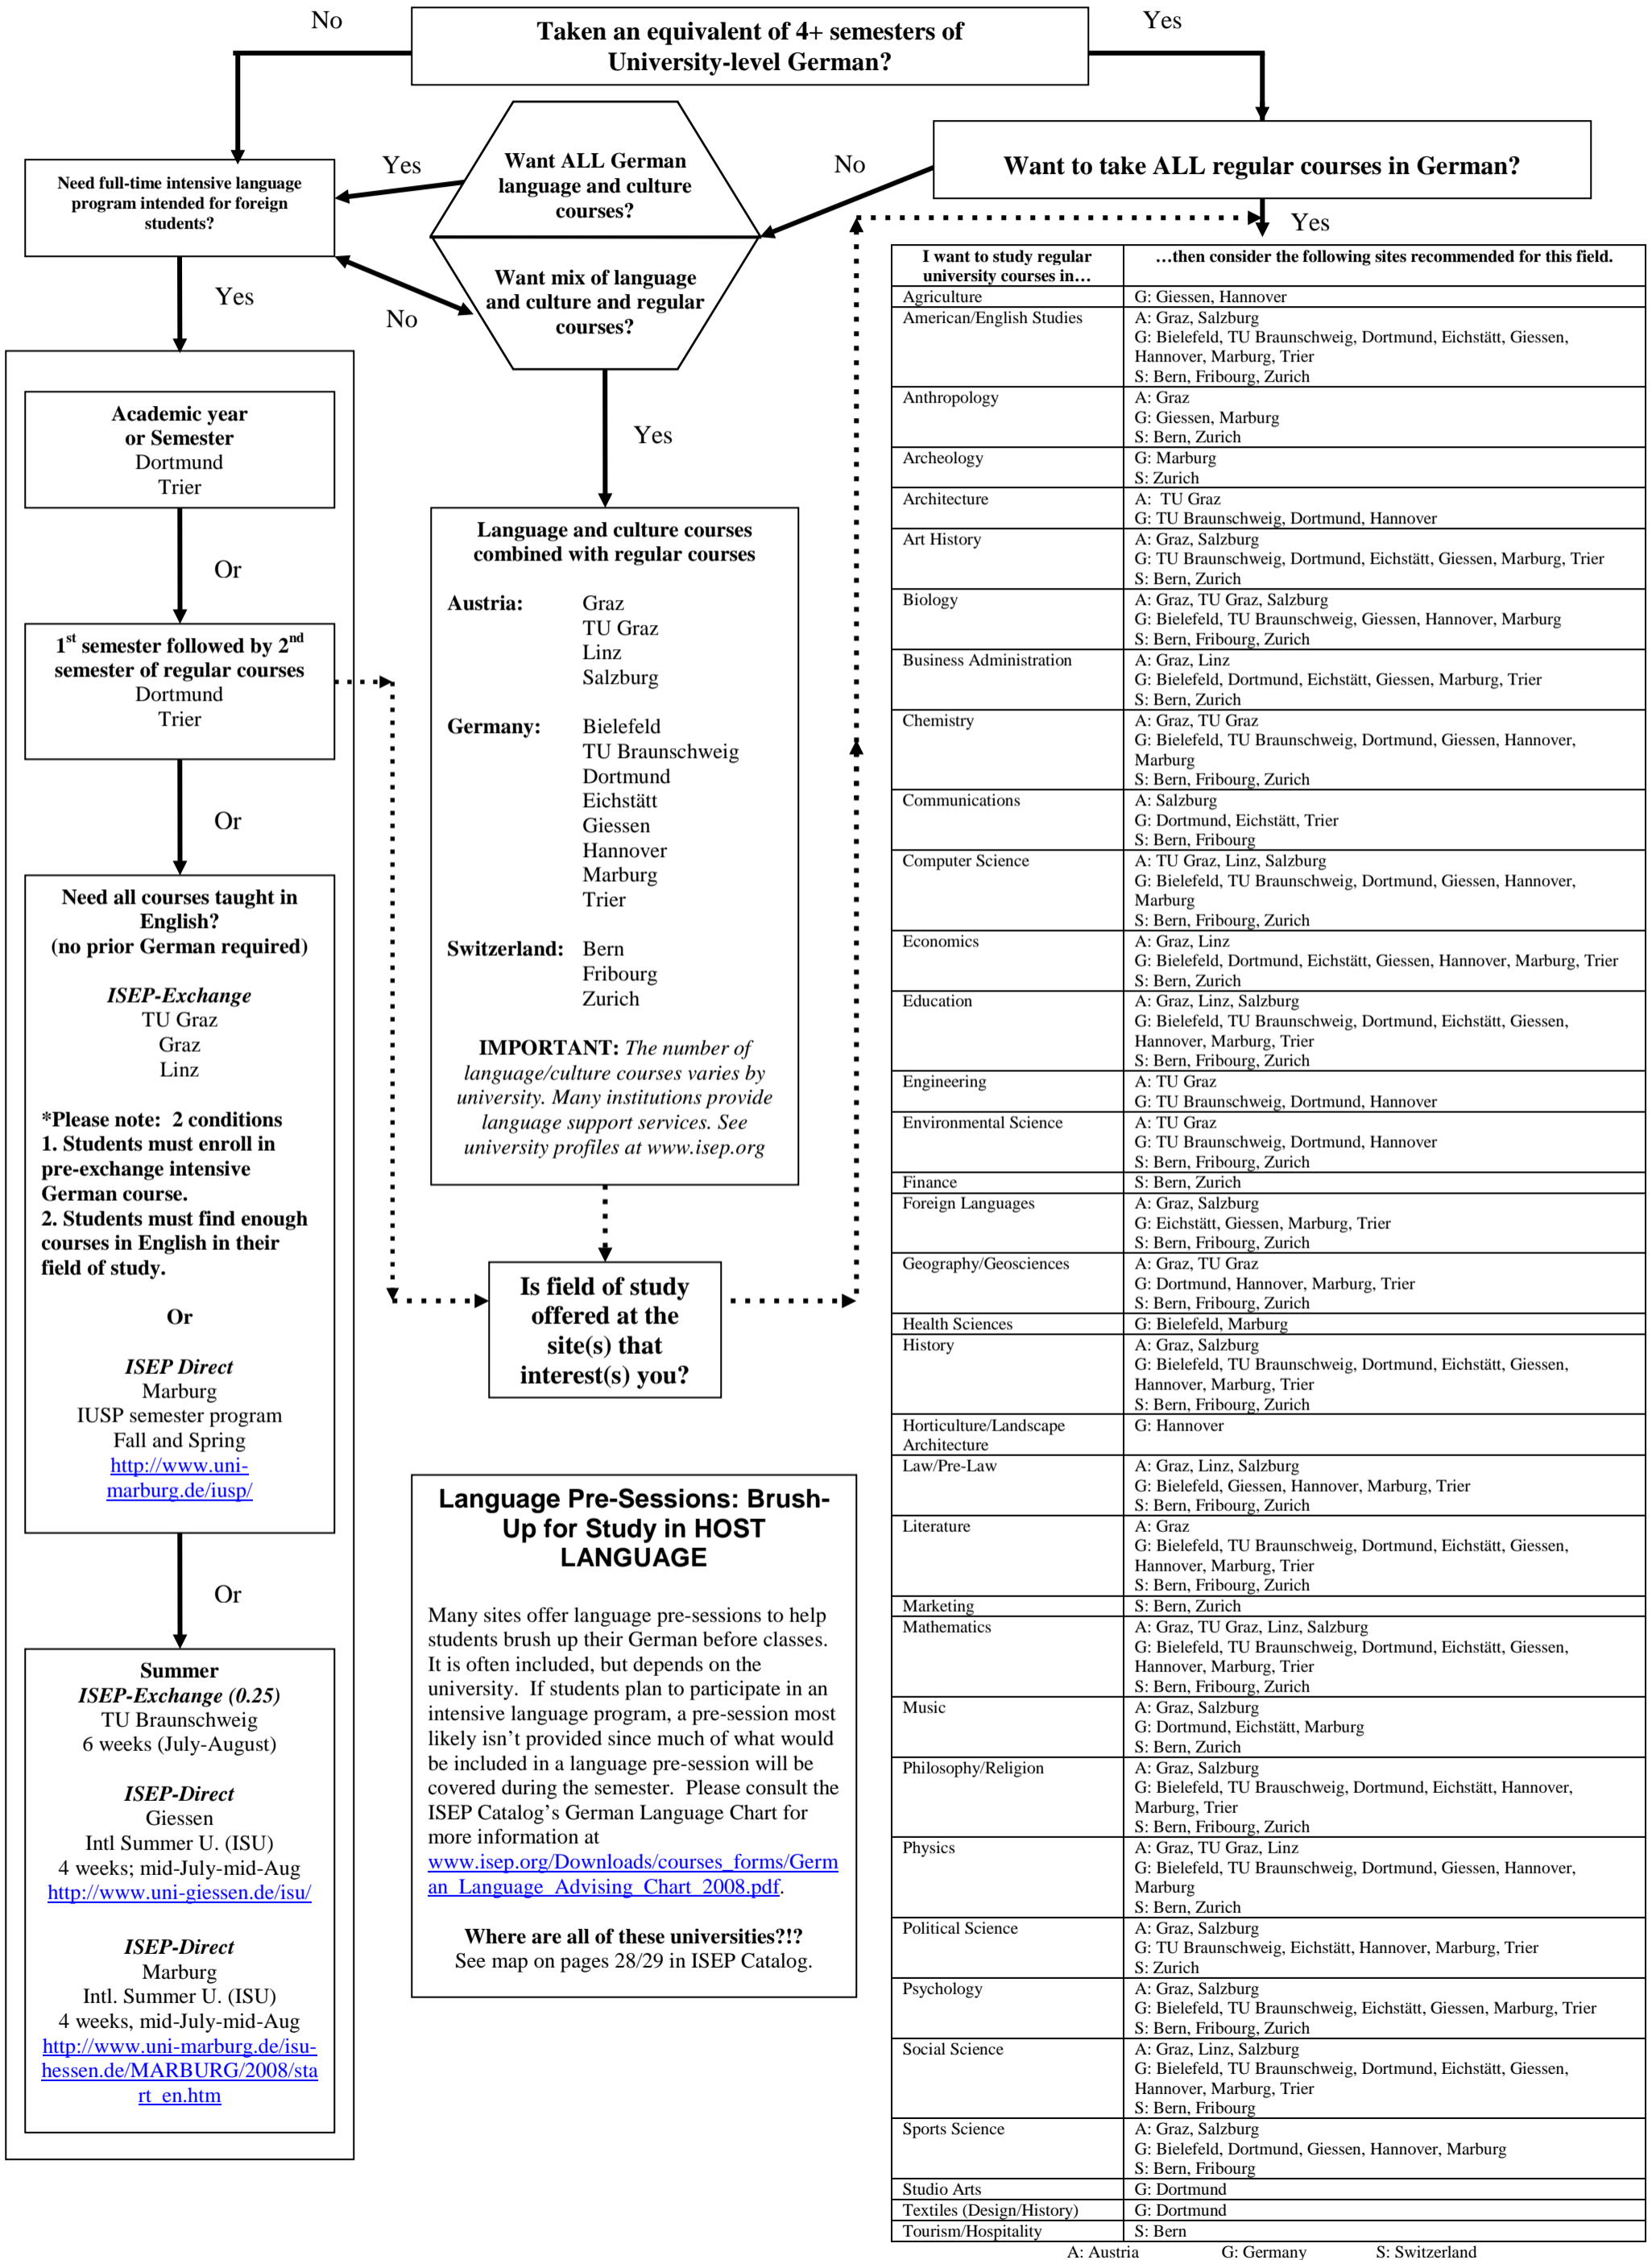 No
Taken an equivalent of 4+ semesters of
University-level German?
Yes
Need full-time intensive language
program intended for foreign
students?
Yes
Want ALL German
language and culture
courses?
No
Want to take ALL regular courses in German?
Yes
Want mix of language
and culture and regular
courses?
No
Yes
Yes
Academic year
or Semester
Dortmund
Trier
Or
1st semester followed by 2nd
semester of regular courses
Dortmund
Trier
Or
Need all courses taught in
English?
(no prior German required)
ISEP-Exchange
TU Graz
Graz
Linz
*Please note: 2 conditions
1. Students must enroll in
pre-exchange intensive
German course.
2. Students must find enough
courses in English in their
field of study.
Or
ISEP Direct
Marburg
IUSP semester program
Fall and Spring
http://www.uni-
marburg.de/iusp/
Or
Summer
ISEP-Exchange (0.25)
TU Braunschweig
6 weeks (July-August)
ISEP-Direct
Giessen
Intl Summer U. (ISU)
4 weeks; mid-July-mid-Aug
http://www.uni-giessen.de/isu/
ISEP-Direct
Marburg
Intl. Summer U. (ISU)
4 weeks, mid-July-mid-Aug
http://www.uni-marburg.de/isu-
hessen.de/MARBURG/2008/sta
rt_en.htm
Language and culture courses
combined with regular courses
Austria: Graz
TU Graz
Linz
Salzburg
Germany: Bielefeld
TU Braunschweig
Dortmund
Eichstätt
Giessen
Hannover
Marburg
Trier
Switzerland: Bern
Fribourg
Zurich
IMPORTANT: The number of
language/culture courses varies by
university. Many institutions provide
language support services. See
university profiles at www.isep.org
Is field of study
offered at the
site(s) that
interest(s) you?
Language Pre-Sessions: Brush-
Up for Study in HOST
LANGUAGE
Many sites offer language pre-sessions to help
students brush up their German before classes.
It is often included, but depends on the
university. If students plan to participate in an
intensive language program, a pre-session most
likely isn't provided since much of what would
be included in a language pre-session will be
covered during the semester. Please consult the
ISEP Catalog's German Language Chart for
more information at
www.isep.org/Downloads/courses_forms/Germ
an_Language_Advising_Chart_2008.pdf.
Where are all of these universities?!?
See map on pages 28/29 in ISEP Catalog.
I want to study regular
university courses in…
…then consider the following sites recommended for this field.
Agriculture G: Giessen, Hannover
American/English Studies A: Graz, Salzburg
G: Bielefeld, TU Braunschweig, Dortmund, Eichstätt, Giessen,
Hannover, Marburg, Trier
S: Bern, Fribourg, Zurich
Anthropology A: Graz
G: Giessen, Marburg
S: Bern, Zurich
Archeology G: Marburg
S: Zurich
Architecture A: TU Graz
G: TU Braunschweig, Dortmund, Hannover
Art History A: Graz, Salzburg
G: TU Braunschweig, Dortmund, Eichstätt, Giessen, Marburg, Trier
S: Bern, Zurich
Biology A: Graz, TU Graz, Salzburg
G: Bielefeld, TU Braunschweig, Giessen, Hannover, Marburg
S: Bern, Fribourg, Zurich
Business Administration A: Graz, Linz
G: Bielefeld, Dortmund, Eichstätt, Giessen, Marburg, Trier
S: Bern, Zurich
Chemistry A: Graz, TU Graz
G: Bielefeld, TU Braunschweig, Dortmund, Giessen, Hannover,
Marburg
S: Bern, Fribourg, Zurich
Communications A: Salzburg
G: Dortmund, Eichstätt, Trier
S: Bern, Fribourg
Computer Science A: TU Graz, Linz, Salzburg
G: Bielefeld, TU Braunschweig, Dortmund, Giessen, Hannover,
Marburg
S: Bern, Fribourg, Zurich
Economics A: Graz, Linz
G: Bielefeld, Dortmund, Eichstätt, Giessen, Hannover, Marburg, Trier
S: Bern, Zurich
Education A: Graz, Linz, Salzburg
G: Bielefeld, TU Braunschweig, Dortmund, Eichstätt, Giessen,
Hannover, Marburg, Trier
S: Bern, Fribourg, Zurich
Engineering A: TU Graz
G: TU Braunschweig, Dortmund, Hannover
Environmental Science A: TU Graz
G: TU Braunschweig, Dortmund, Hannover
S: Bern, Fribourg, Zurich
Finance S: Bern, Zurich
Foreign Languages A: Graz, Salzburg
G: Eichstätt, Giessen, Marburg, Trier
S: Bern, Fribourg, Zurich
Geography/Geosciences A: Graz, TU Graz
G: Dortmund, Hannover, Marburg, Trier
S: Bern, Fribourg, Zurich
Health Sciences G: Bielefeld, Marburg
History A: Graz, Salzburg
G: Bielefeld, TU Braunschweig, Dortmund, Eichstätt, Giessen,
Hannover, Marburg, Trier
S: Bern, Fribourg, Zurich
Horticulture/Landscape G: Hannover
Architecture
Law/Pre-Law A: Graz, Linz, Salzburg
G: Bielefeld, Giessen, Hannover, Marburg, Trier
S: Bern, Fribourg, Zurich
Literature A: Graz
G: Bielefeld, TU Braunschweig, Dortmund, Eichstätt, Giessen,
Hannover, Marburg, Trier
S: Bern, Fribourg, Zurich
Marketing S: Bern, Zurich
Mathematics A: Graz, TU Graz, Linz, Salzburg
G: Bielefeld, TU Braunschweig, Dortmund, Eichstätt, Giessen,
Hannover, Marburg, Trier
S: Bern, Fribourg, Zurich
Music A: Graz, Salzburg
G: Dortmund, Eichstätt, Marburg
S: Bern, Zurich
Philosophy/Religion A: Graz, Salzburg
G: Bielefeld, TU Brauschweig, Dortmund, Eichstätt, Hannover,
Marburg, Trier
S: Bern, Fribourg, Zurich
Physics A: Graz, TU Graz, Linz
G: Bielefeld, TU Braunschweig, Dortmund, Giessen, Hannover,
Marburg
S: Bern, Zurich
Political Science A: Graz, Salzburg
G: TU Braunschweig, Eichstätt, Hannover, Marburg, Trier
S: Zurich
Psychology A: Graz, Salzburg
G: Bielefeld, TU Braunschweig, Eichstätt, Giessen, Marburg, Trier
S: Bern, Fribourg, Zurich
Social Science A: Graz, Linz, Salzburg
G: Bielefeld, TU Braunschweig, Dortmund, Eichstätt, Giessen,
Hannover, Marburg, Trier
S: Bern, Fribourg
Sports Science A: Graz, Salzburg
G: Bielefeld, Dortmund, Giessen, Hannover, Marburg
S: Bern, Fribourg
Studio Arts G: Dortmund
Textiles (Design/History) G: Dortmund
Tourism/Hospitality S: Bern
A: Austria G: Germany S: Switzerland